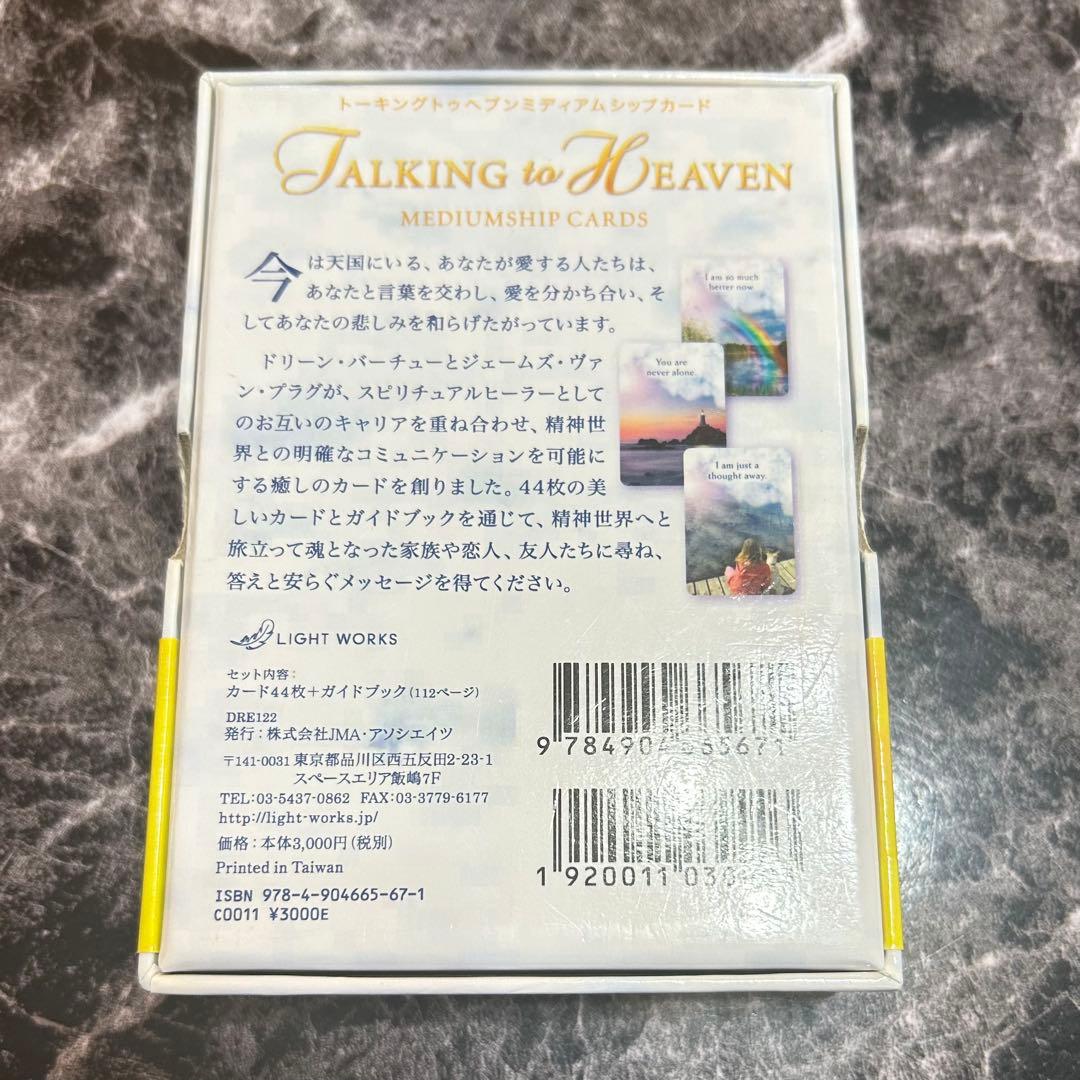 トーキングトゥヘブンミディアムシップカード
TALKING to HEAVEN
MEDIUMSHIP CARDS
今は天国にいる、あなたが愛する人たちは、
あなたと言葉を交わし、愛を分かち合い、そ
してあなたの悲しみを和らげたがっています。
ドリーン・バーチューとジェームズ・ヴァ
ン・プラグが、スピリチュアルヒーラーとして
のお互いのキャリアを重ね合わせ、精神世
界との明確なコミュニケーションを可能に
する癒しのカードを創りました。44枚の美
しいカードとガイドブックを通じて、精神世界へと
旅立って魂となった家族や恋人、友人たちに尋ね、
答えと安らぐメッセージを得てください。
I am so much
better now.
You are
never alone.
I am just a
thought away.
LIGHT WORKS
セット内容:
カード44枚+ガイドブック(112ページ)
DRE122
発行:株式会社JMA・アソシエイツ
〒141-0031 東京都品川区西五反田2-23-1
スペースエリア飯嶋7F
TEL:03-5437-0862 FAX:03-3779-6177
http://light-works.jp/
価格:本体3,000円(税別)
Printed in Taiwan
ISBN 978-4-904665-67-1
C0011 ¥3000E
9 784904 665671
1 920011 03